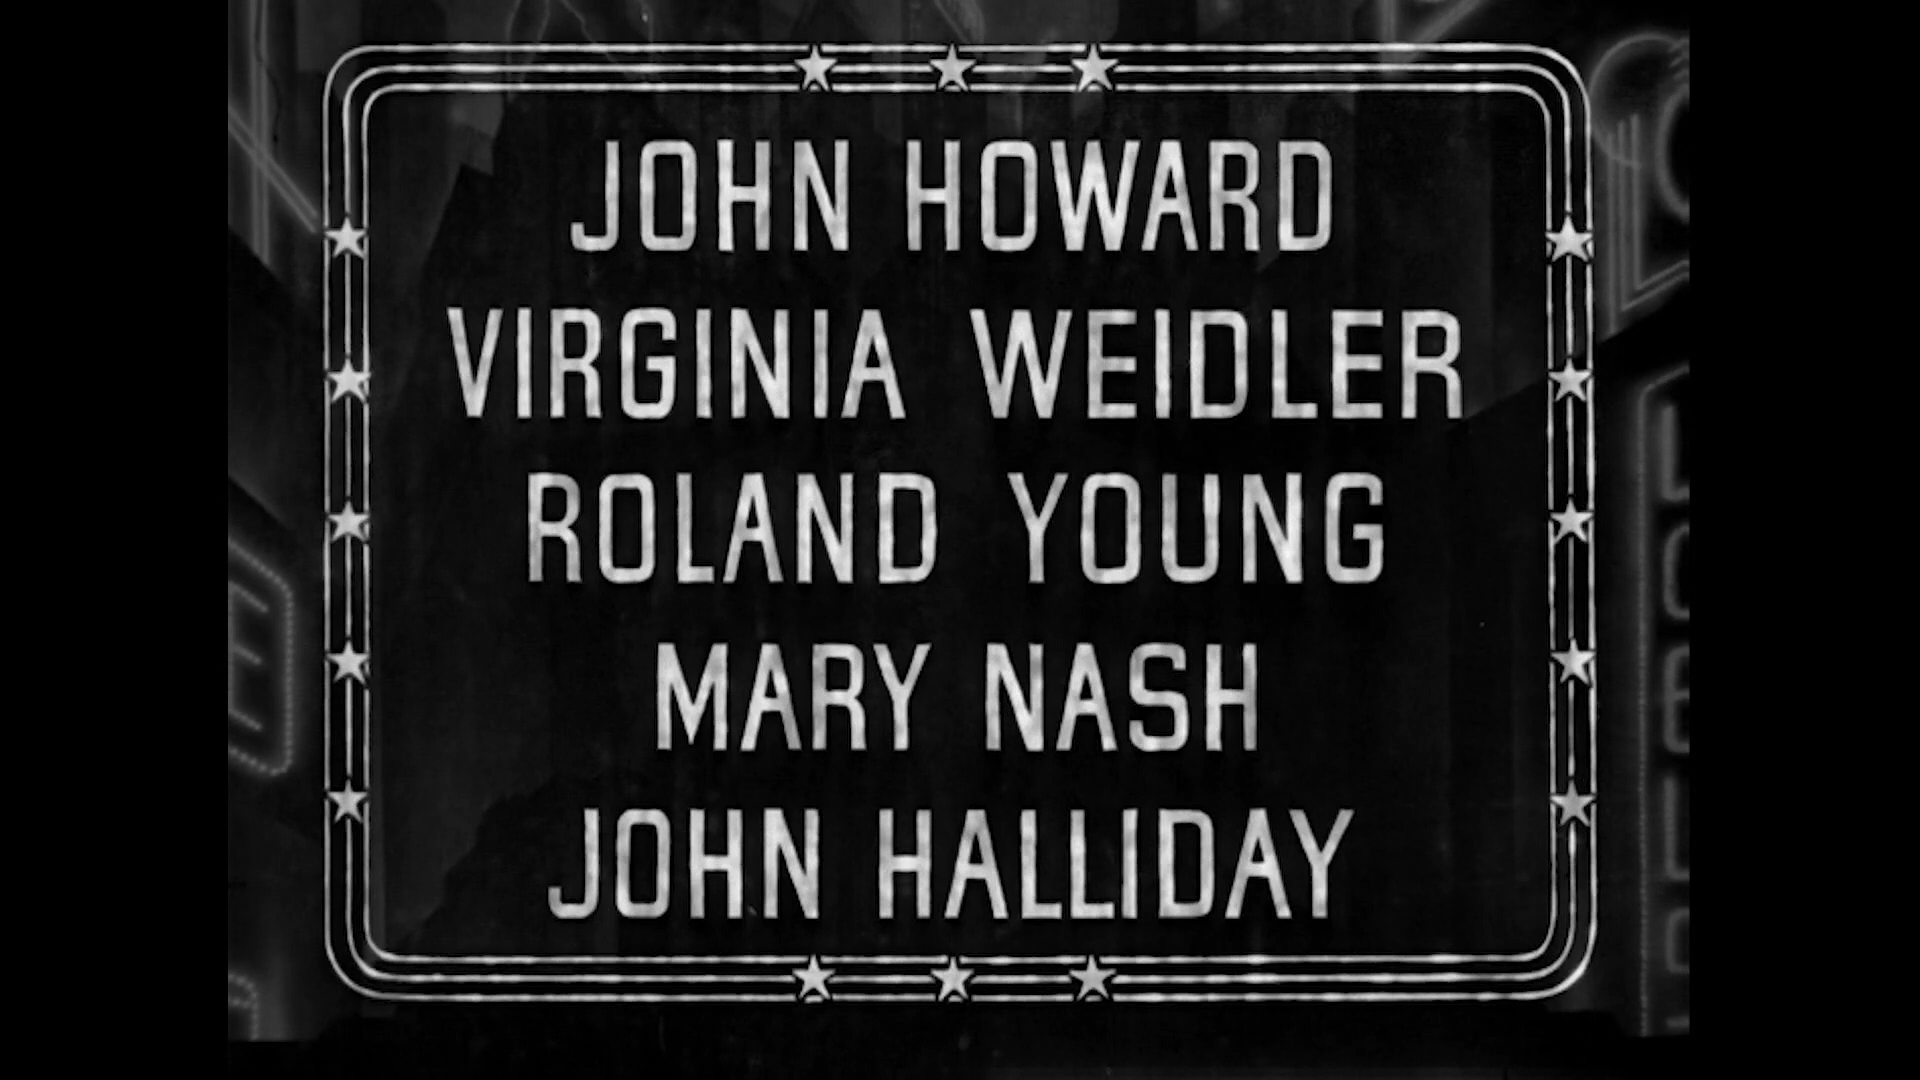 JOHN HOWARD
VIRGINIA WEIDLER
ROLAND YOUNG
MARY NASH
JOHN HALLIDAY